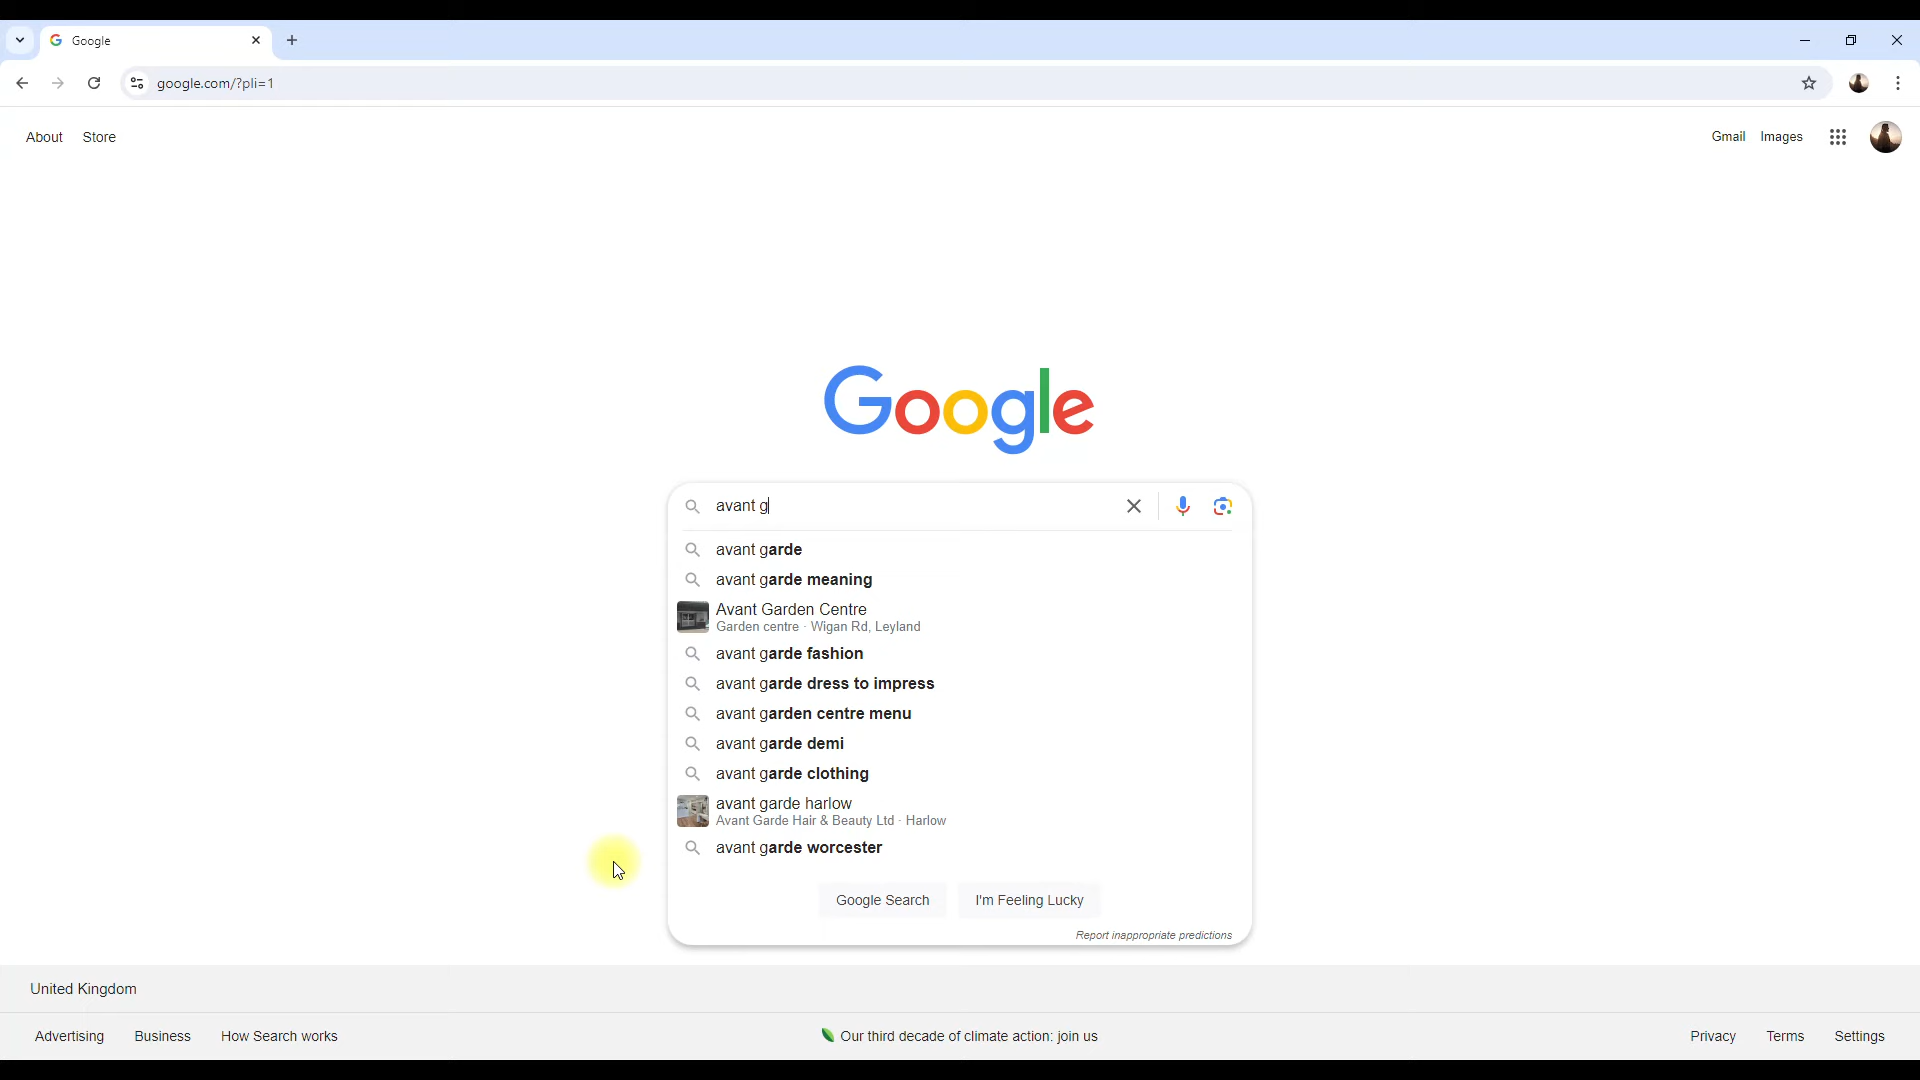 Google
google.com/?pli=1
About Store
Gmail Images
Google
avant g
avant garde
avant garde meaning
Avant Garden Centre
Garden centre · Wigan Rd, Leyland
avant garde fashion
avant garde dress to impress
avant garden centre menu
avant garde demi
avant garde clothing
avant garde harlow
Avant Garde Hair & Beauty Ltd · Harlow
avant garde worcester
Google Search I'm Feeling Lucky
Report inappropriate predictions
United Kingdom
Advertising Business How Search works
Our third decade of climate action: join us
Privacy Terms Settings